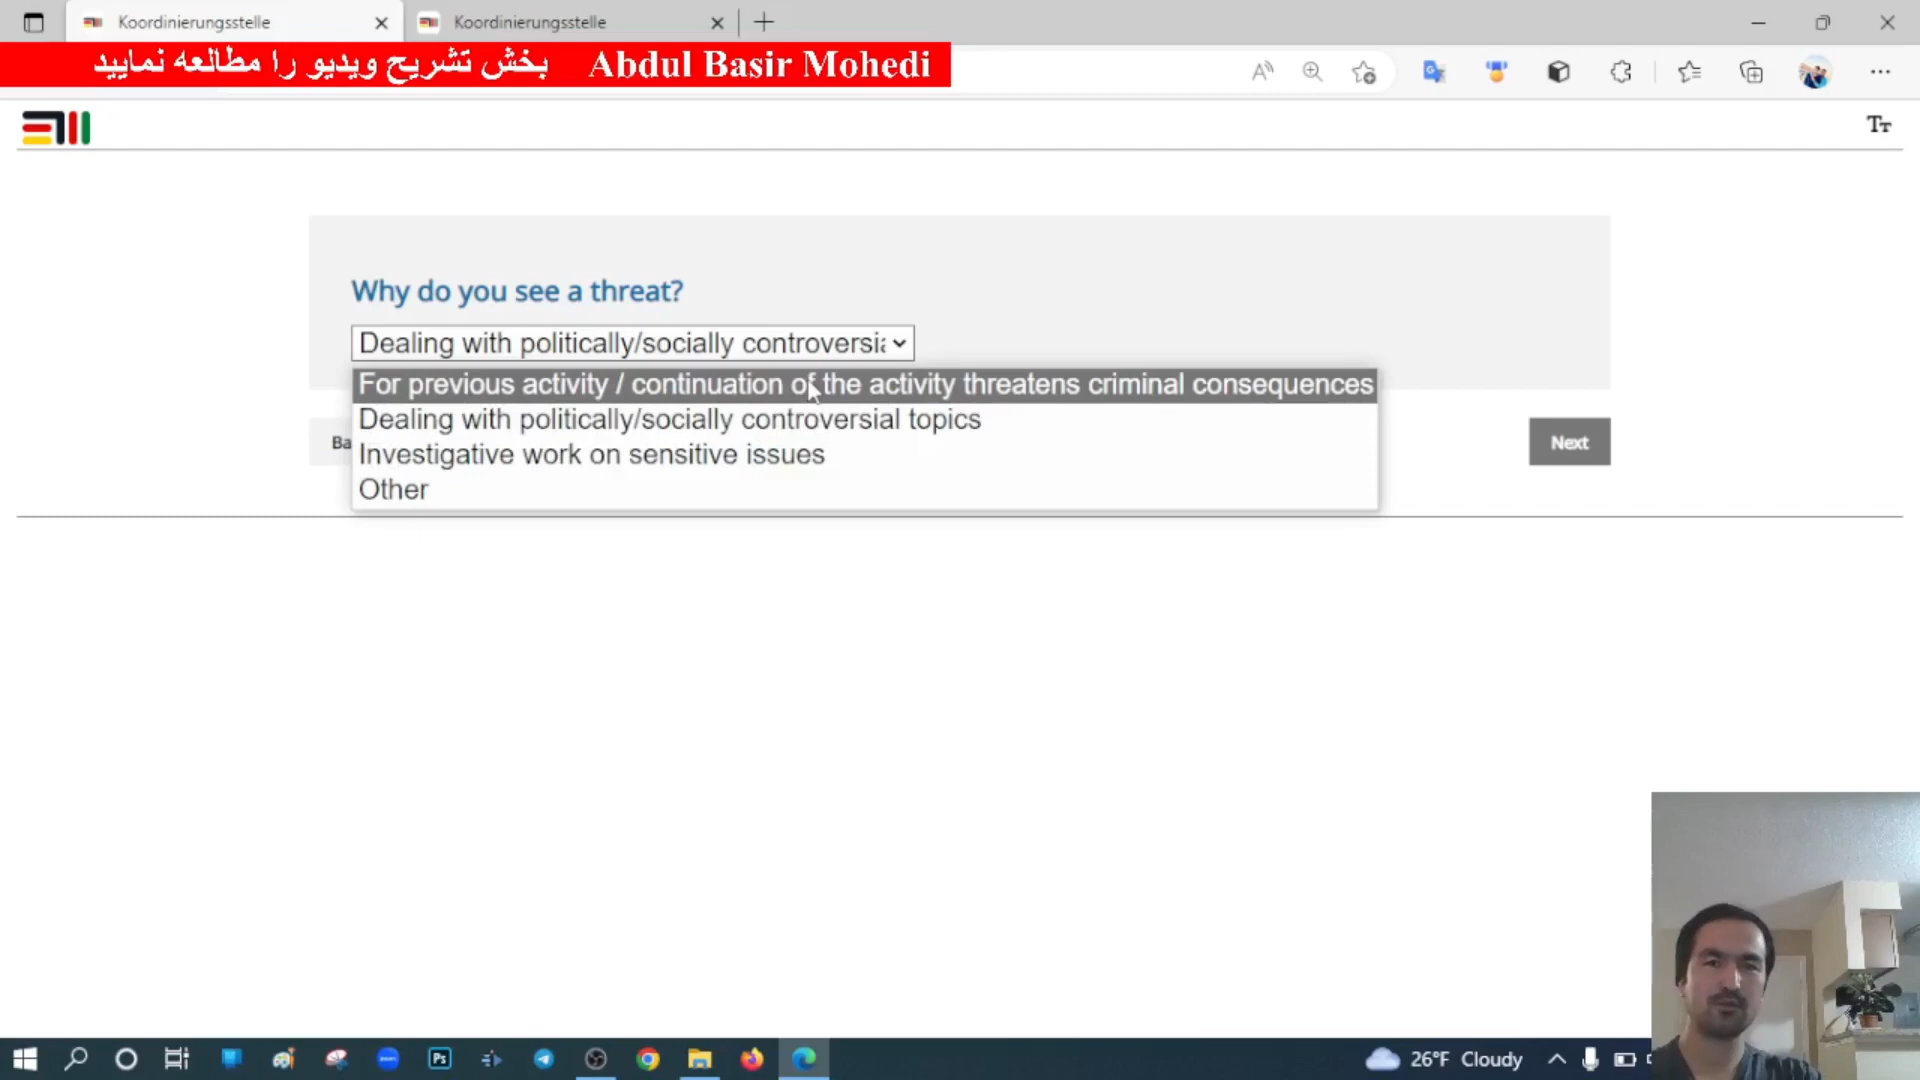 Koordinierungsstelle
Koordinierungsstelle
بخش تشریح ویدیو را مطالعه نمایید Abdul Basir Mohedi
Why do you see a threat?
Dealing with politically/socially controversia
For previous activity / continuation of the activity threatens criminal consequences
Dealing with politically/socially controversial topics
Ba
Investigative work on sensitive issues
Next
Other
26°F Cloudy